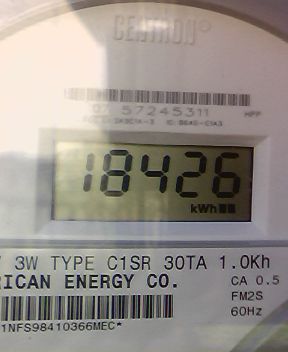 CENTRON®
57245311
18426
kWh
3W TYPE C1SR 30TA 1.0Kh
RICAN ENERGY CO.
CA 0.5
FM2S
60Hz
1NFS98410366MEC*